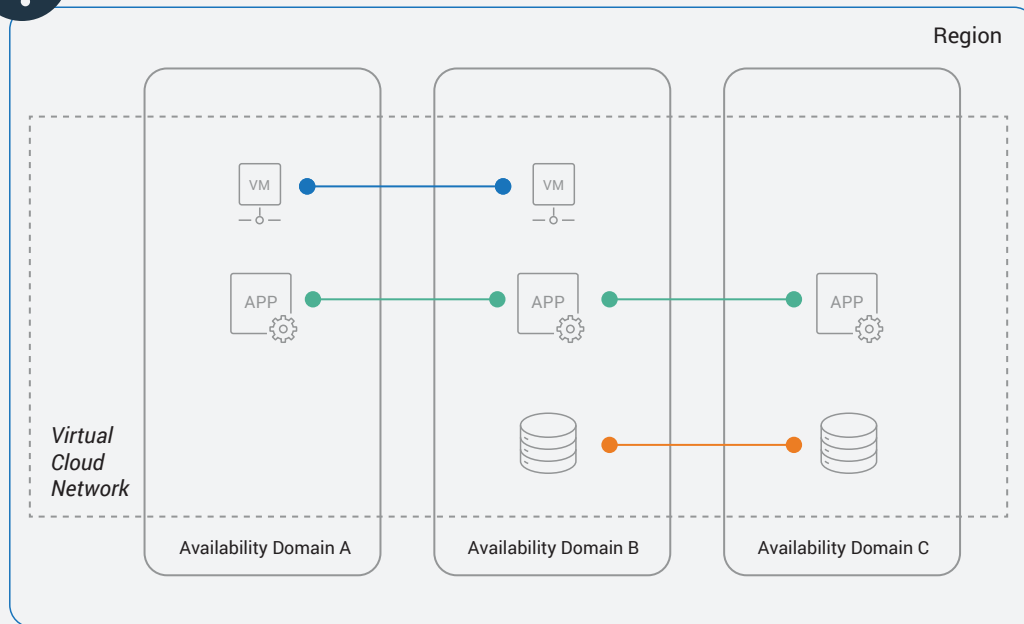 Region
VM
VM
APP
APP
APP
Virtual
Cloud
Network
Availability Domain A
Availability Domain B
Availability Domain C